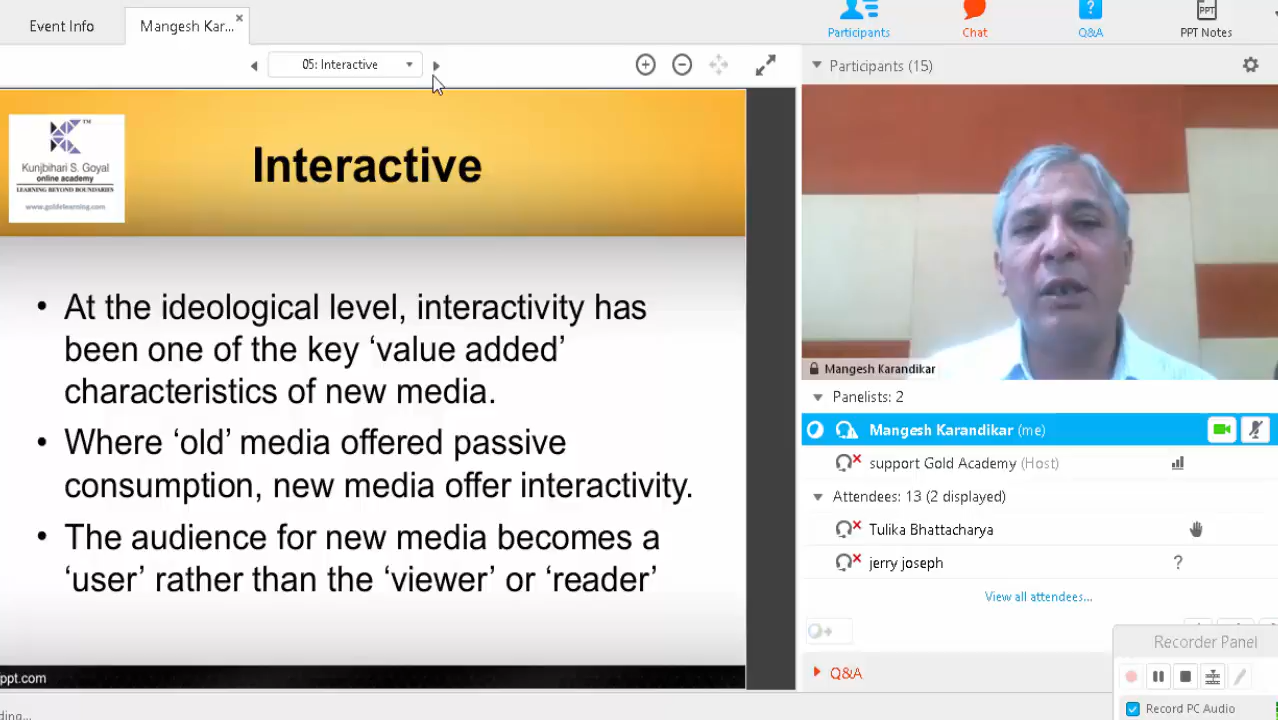 Event Info
Mangesh Kar...
Participants
Chat
?
Q&A
PPT
PPT Notes
05: Interactive
Participants (15)
TM
Kunjbihari S. Goyal
online academy
LEARNING BEYOND BOUNDARIES
www.goldelearning.com
Interactive
• At the ideological level, interactivity has
been one of the key ‘value added’
characteristics of new media.
• Where ‘old’ media offered passive
consumption, new media offer interactivity.
• The audience for new media becomes a
‘user’ rather than the ‘viewer’ or ‘reader’
ppt.com
ding...
Mangesh Karandikar
Panelists: 2
Mangesh Karandikar (me)
support Gold Academy (Host)
Attendees: 13 (2 displayed)
Tulika Bhattacharya
jerry joseph
?
View all attendees...
Q&A
Recorder Panel
Record PC Audio